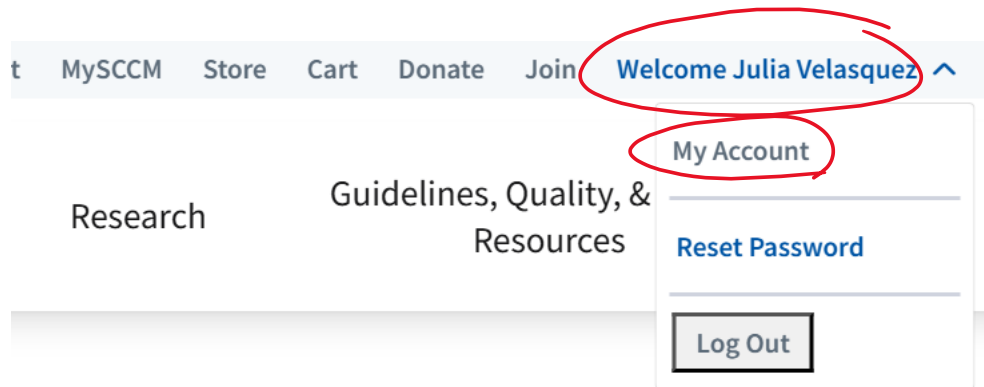 t MySCCM Store Cart Donate Join Welcome Julia Velasquez
My Account
Research
Guidelines, Quality, &
Resources
Reset Password
Log Out